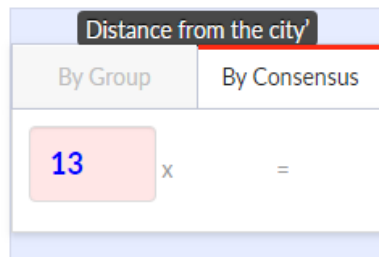 Distance from the city’
By Group By Consensus
13 x =